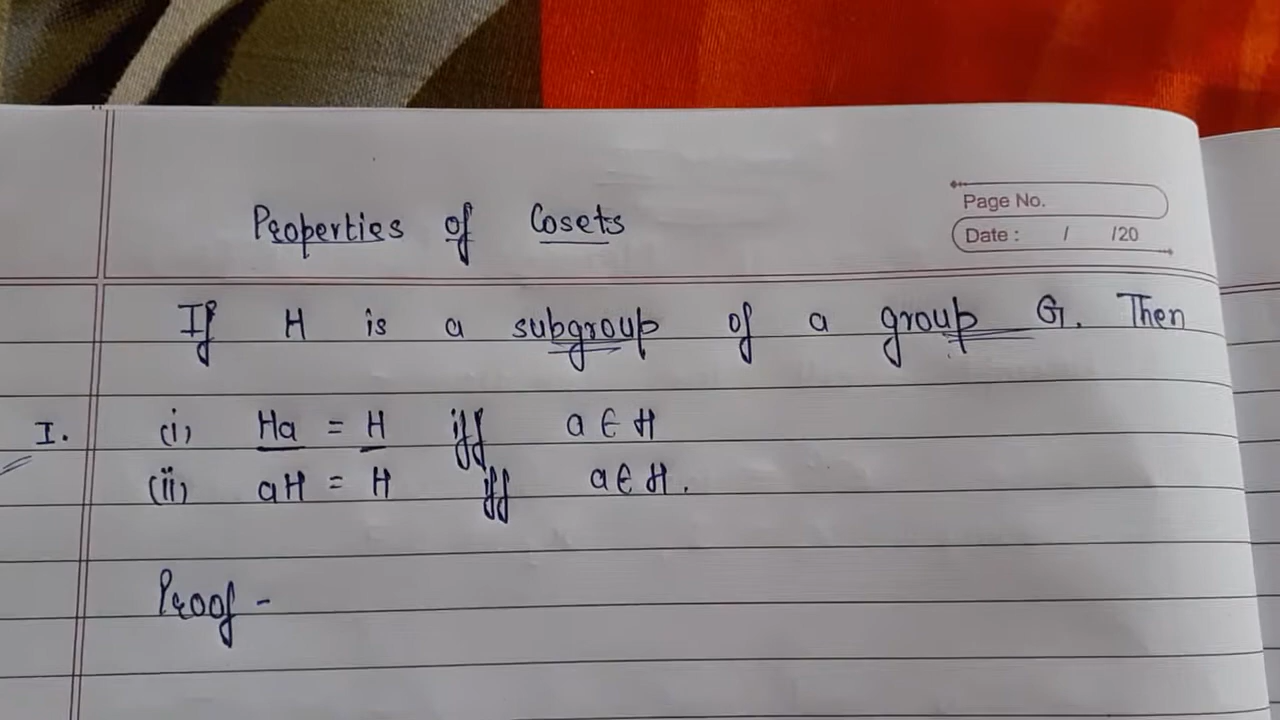 Properties of Cosets
Page No.
Date : / /20
If H is a subgroup of a group G. Then
I. (i) Ha = H iff a ∈ H
(ii) aH = H iff a ∈ H.
Proof -